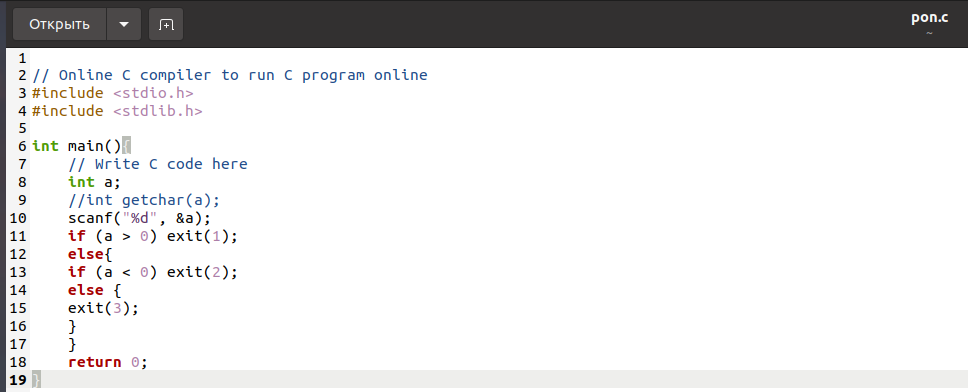 Открыть
pon.c
~
1
2 // Online C compiler to run C program online
3 #include <stdio.h>
4 #include <stdlib.h>
5
6 int main(){
7     // Write C code here
8     int a;
9     //int getchar(a);
10     scanf("%d", &a);
11     if (a > 0) exit(1);
12     else{
13     if (a < 0) exit(2);
14     else {
15     exit(3);
16     }
17     }
18     return 0;
19 }